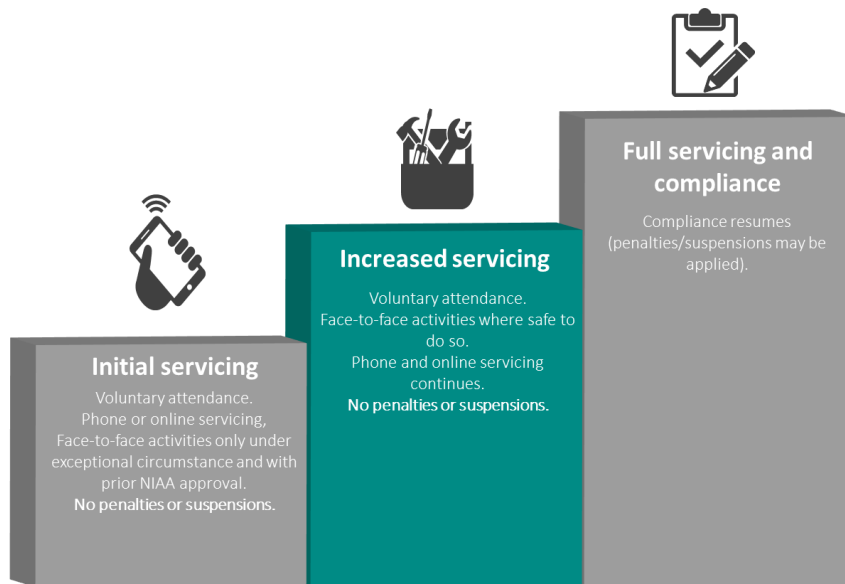 Initial servicing
Voluntary attendance.
Phone or online servicing,
Face-to-face activities only under
exceptional circumstance and with
prior NIAA approval.
No penalties or suspensions.
Increased servicing
Voluntary attendance.
Face-to-face activities where safe to
do so.
Phone and online servicing
continues.
No penalties or suspensions.
Full servicing and
compliance
Compliance resumes
(penalties/suspensions may be
applied).